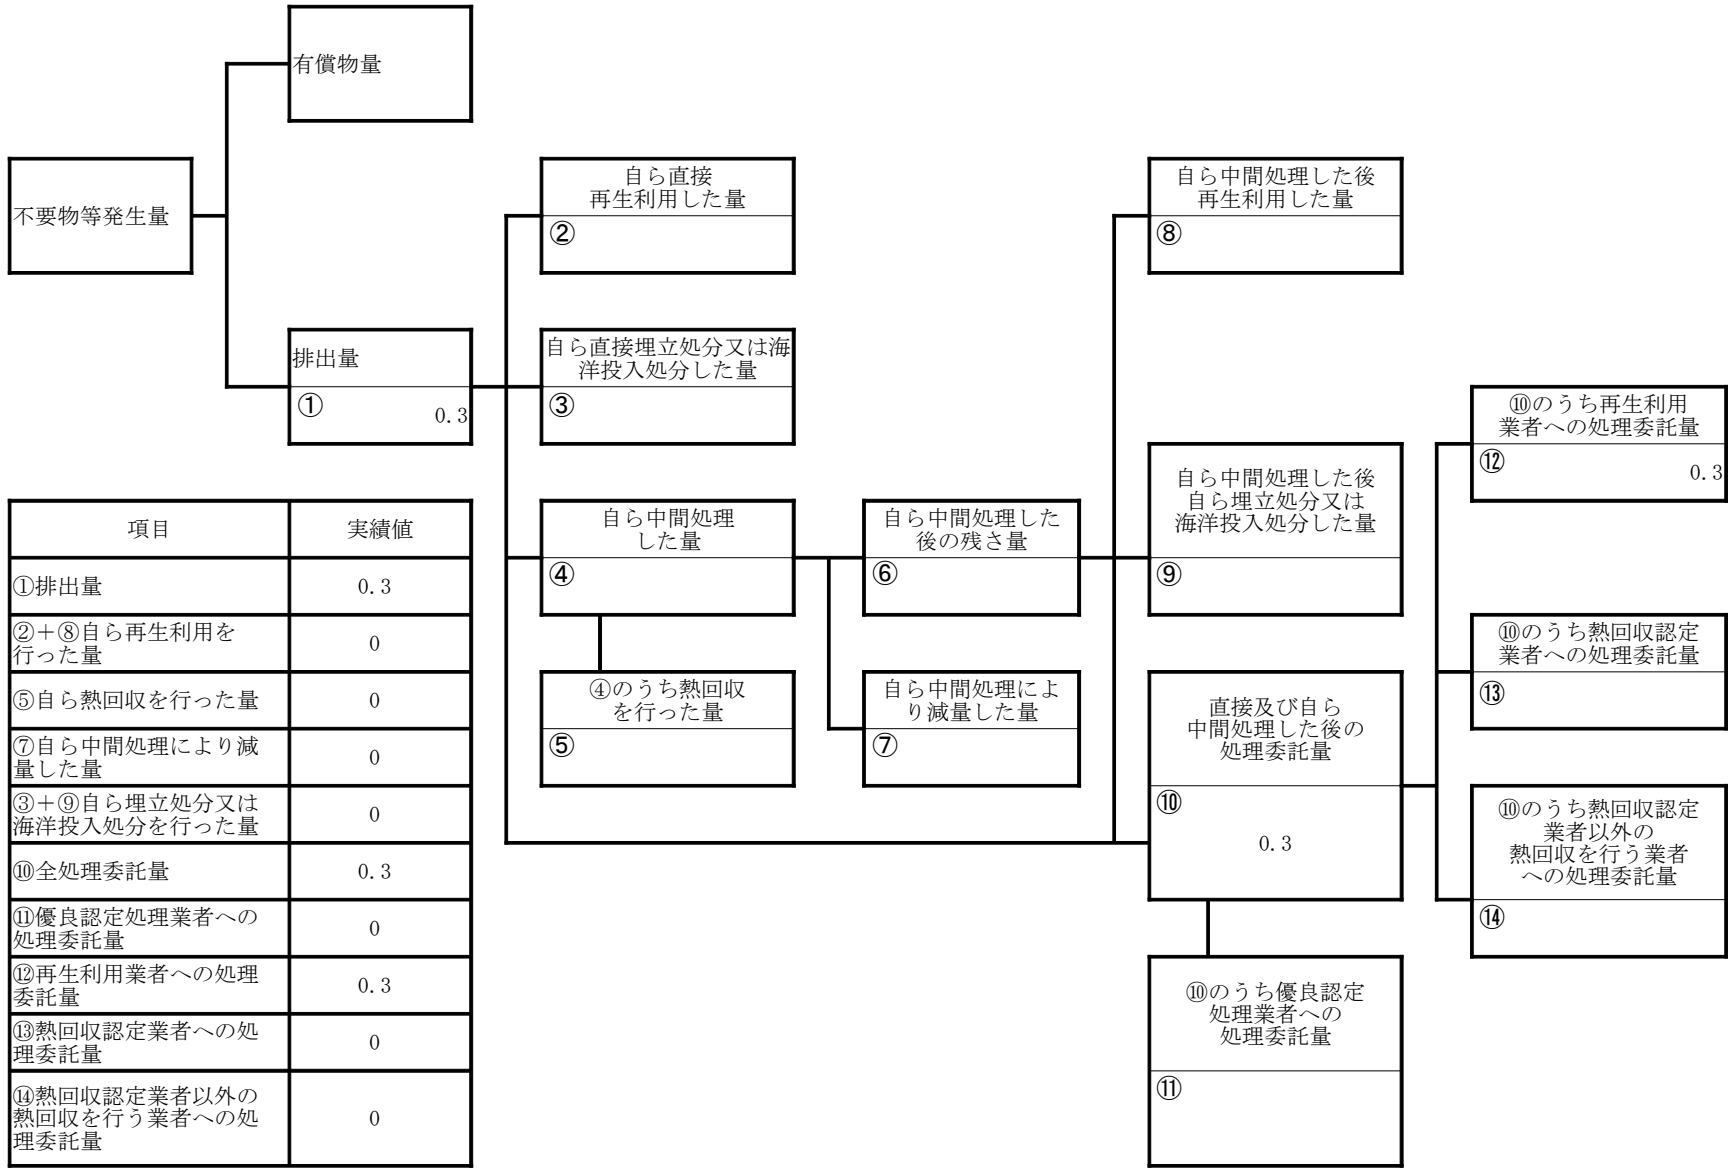 有償物量
不要物等発生量
自ら直接
再生利用した量
②
自ら中間処理した後
再生利用した量
⑧
排出量
① 0.3
自ら直接埋立処分又は海
洋投入処分した量
③
⑩のうち再生利用
業者への処理委託量
⑫ 0.3
自ら中間処理
した量
④
自ら中間処理した
後の残さ量
⑥
自ら中間処理した後
自ら埋立処分又は
海洋投入処分した量
⑨
④のうち熱回収
を行った量
⑤
自ら中間処理によ
り減量した量
⑦
直接及び自ら
中間処理した後の
処理委託量
⑩
0.3
⑩のうち熱回収認定
業者への処理委託量
⑬
⑩のうち熱回収認定
業者以外の
熱回収を行う業者
への処理委託量
⑭
⑩のうち優良認定
処理業者への
処理委託量
⑪
項目 実績値
①排出量 0.3
②＋⑧自ら再生利用を
行った量 0
⑤自ら熱回収を行った量 0
⑦自ら中間処理により減
量した量 0
③＋⑨自ら埋立処分又は
海洋投入処分を行った量 0
⑩全処理委託量 0.3
⑪優良認定処理業者への
処理委託量 0
⑫再生利用業者への処理
委託量 0.3
⑬熱回収認定業者への処
理委託量 0
⑭熱回収認定業者以外の
熱回収を行う業者への処
理委託量 0